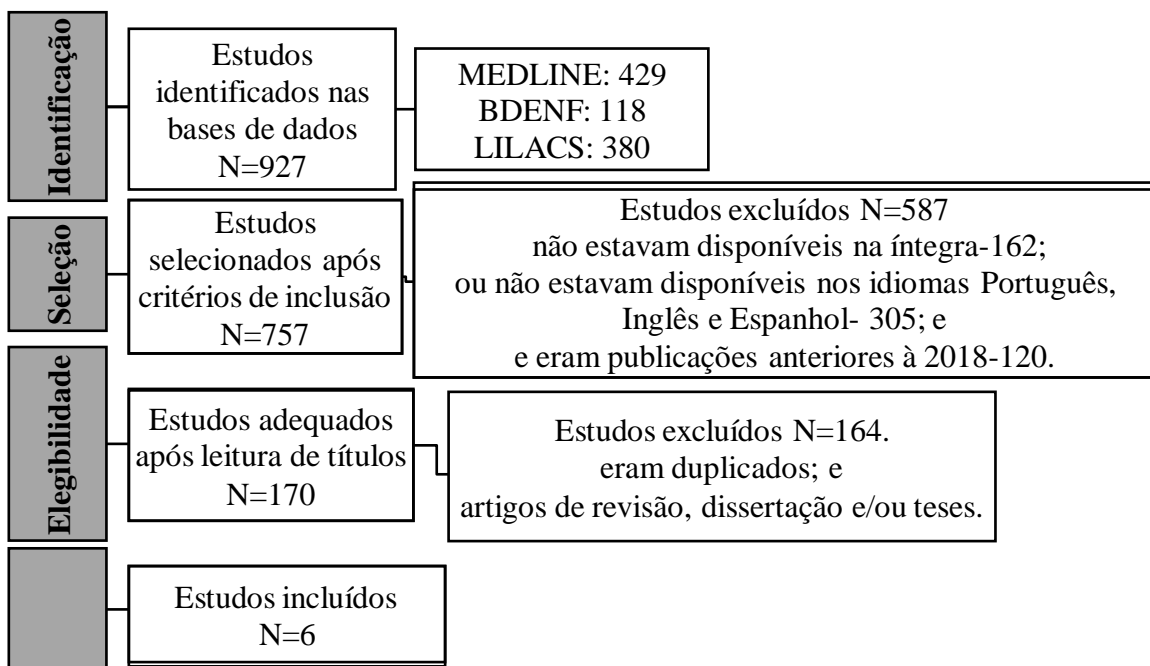 Identificação
Estudos
identificados nas
bases de dados
N=927
MEDLINE: 429
BDENF: 118
LILACS: 380
Seleção
Estudos
selecionados após
critérios de inclusão
N=757
Estudos excluídos N=587
não estavam disponíveis na íntegra-162;
ou não estavam disponíveis nos idiomas Português,
Inglês e Espanhol- 305; e
e eram publicações anteriores à 2018-120.
Elegibilidade
Estudos adequados
após leitura de títulos
N=170
Estudos excluídos N=164.
eram duplicados; e
artigos de revisão, dissertação e/ou teses.
Estudos incluídos
N=6